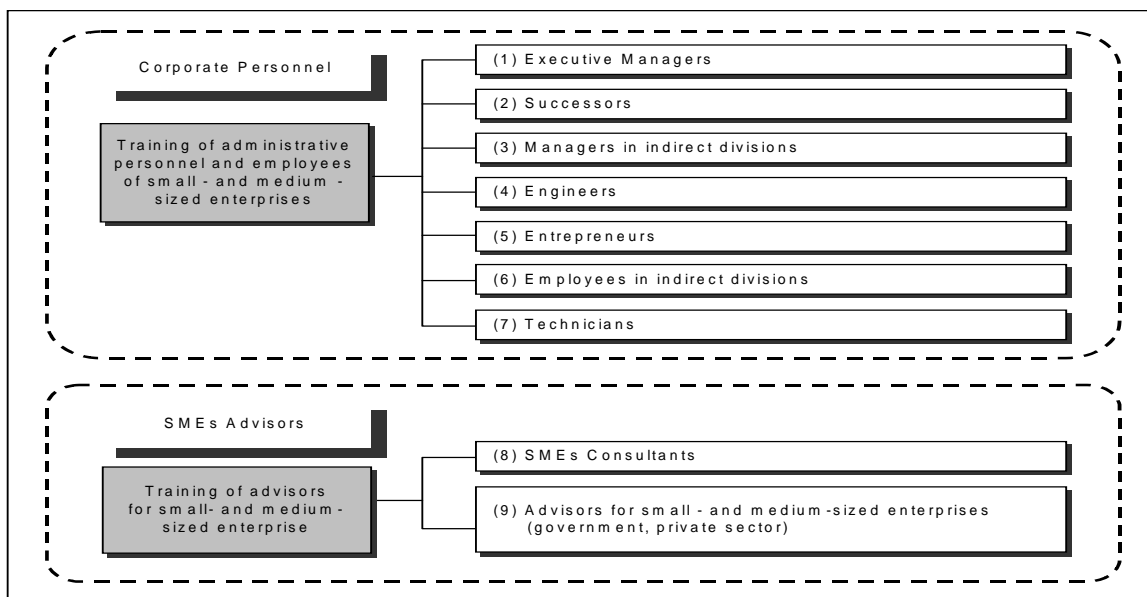 Corporate Personnel
Training of administrative
personnel and employees
of small - and medium -
sized enterprises
(1) Executive Managers
(2) Successors
(3) Managers in indirect divisions
(4) Engineers
(5) Entrepreneurs
(6) Employees in indirect divisions
(7) Technicians
SMEs Advisors
Training of advisors
for small- and medium -
sized enterprise
(8) SMEs Consultants
(9) Advisors for small - and medium -sized enterprises
(government, private sector)